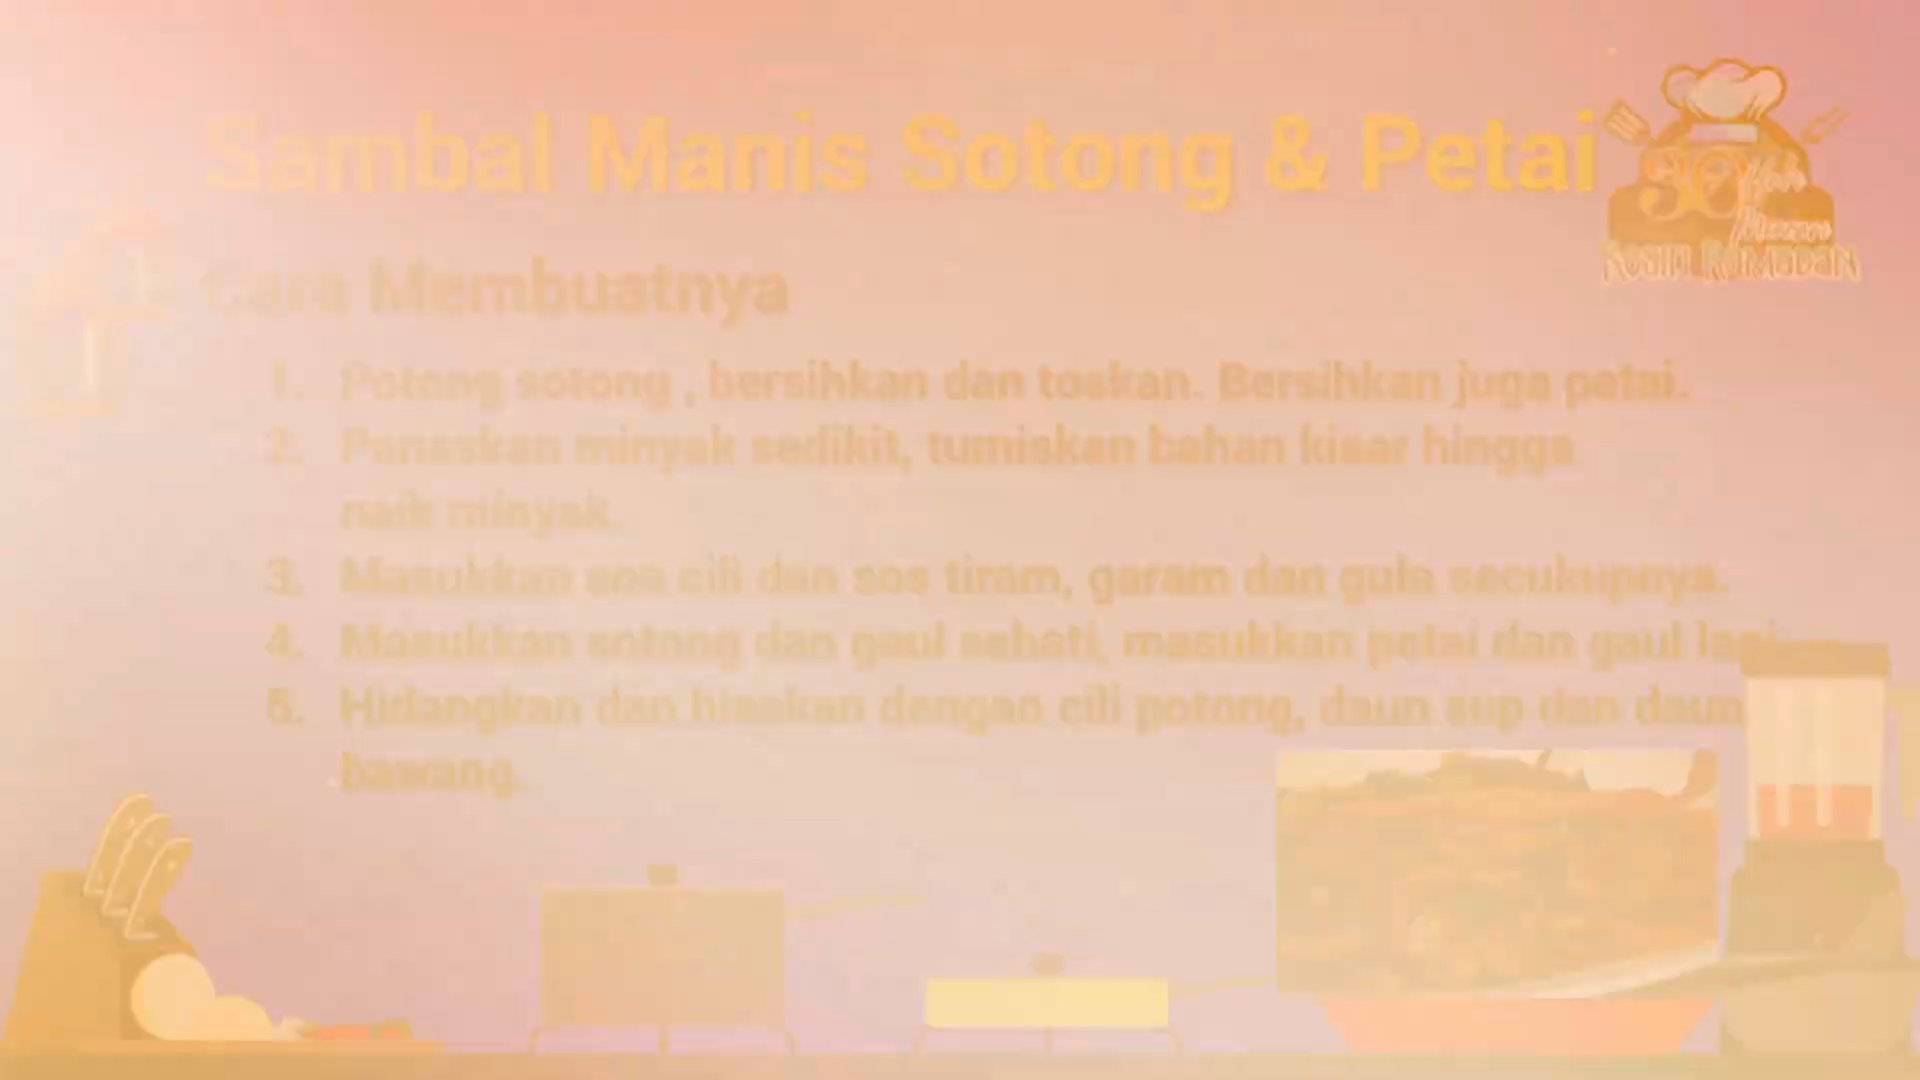 Sambal Manis Sotong & Petai
30 Hari
Menu
Cara Membuatnya
1. Potong sotong , bersihkan dan toskan. Bersihkan juga petai.
2. Panaskan minyak sedikit, tumiskan bahan kisar hingga
naik minyak.
3. Masukkan sos cili dan sos tiram, garam dan gula secukupnya.
4. Masukkan sotong dan gaul sebati, masukkan petai dan gaul lagi.
5. Hidangkan dan hiaskan dengan cili potong, daun sup dan daun
bawang.